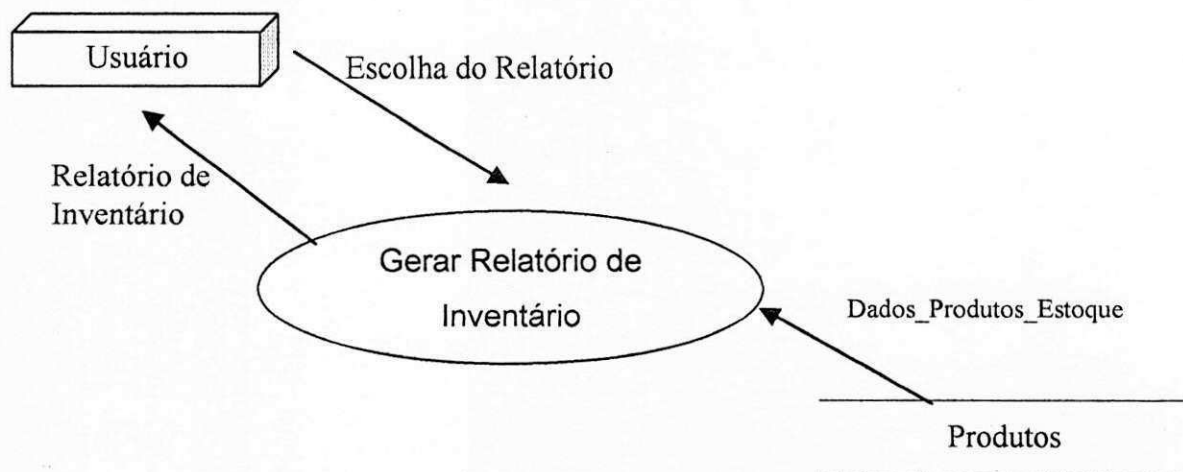 Usuário
Escolha do Relatório
Relatório de
Inventário
Gerar Relatório de
Inventário
Dados_Produtos_Estoque
Produtos